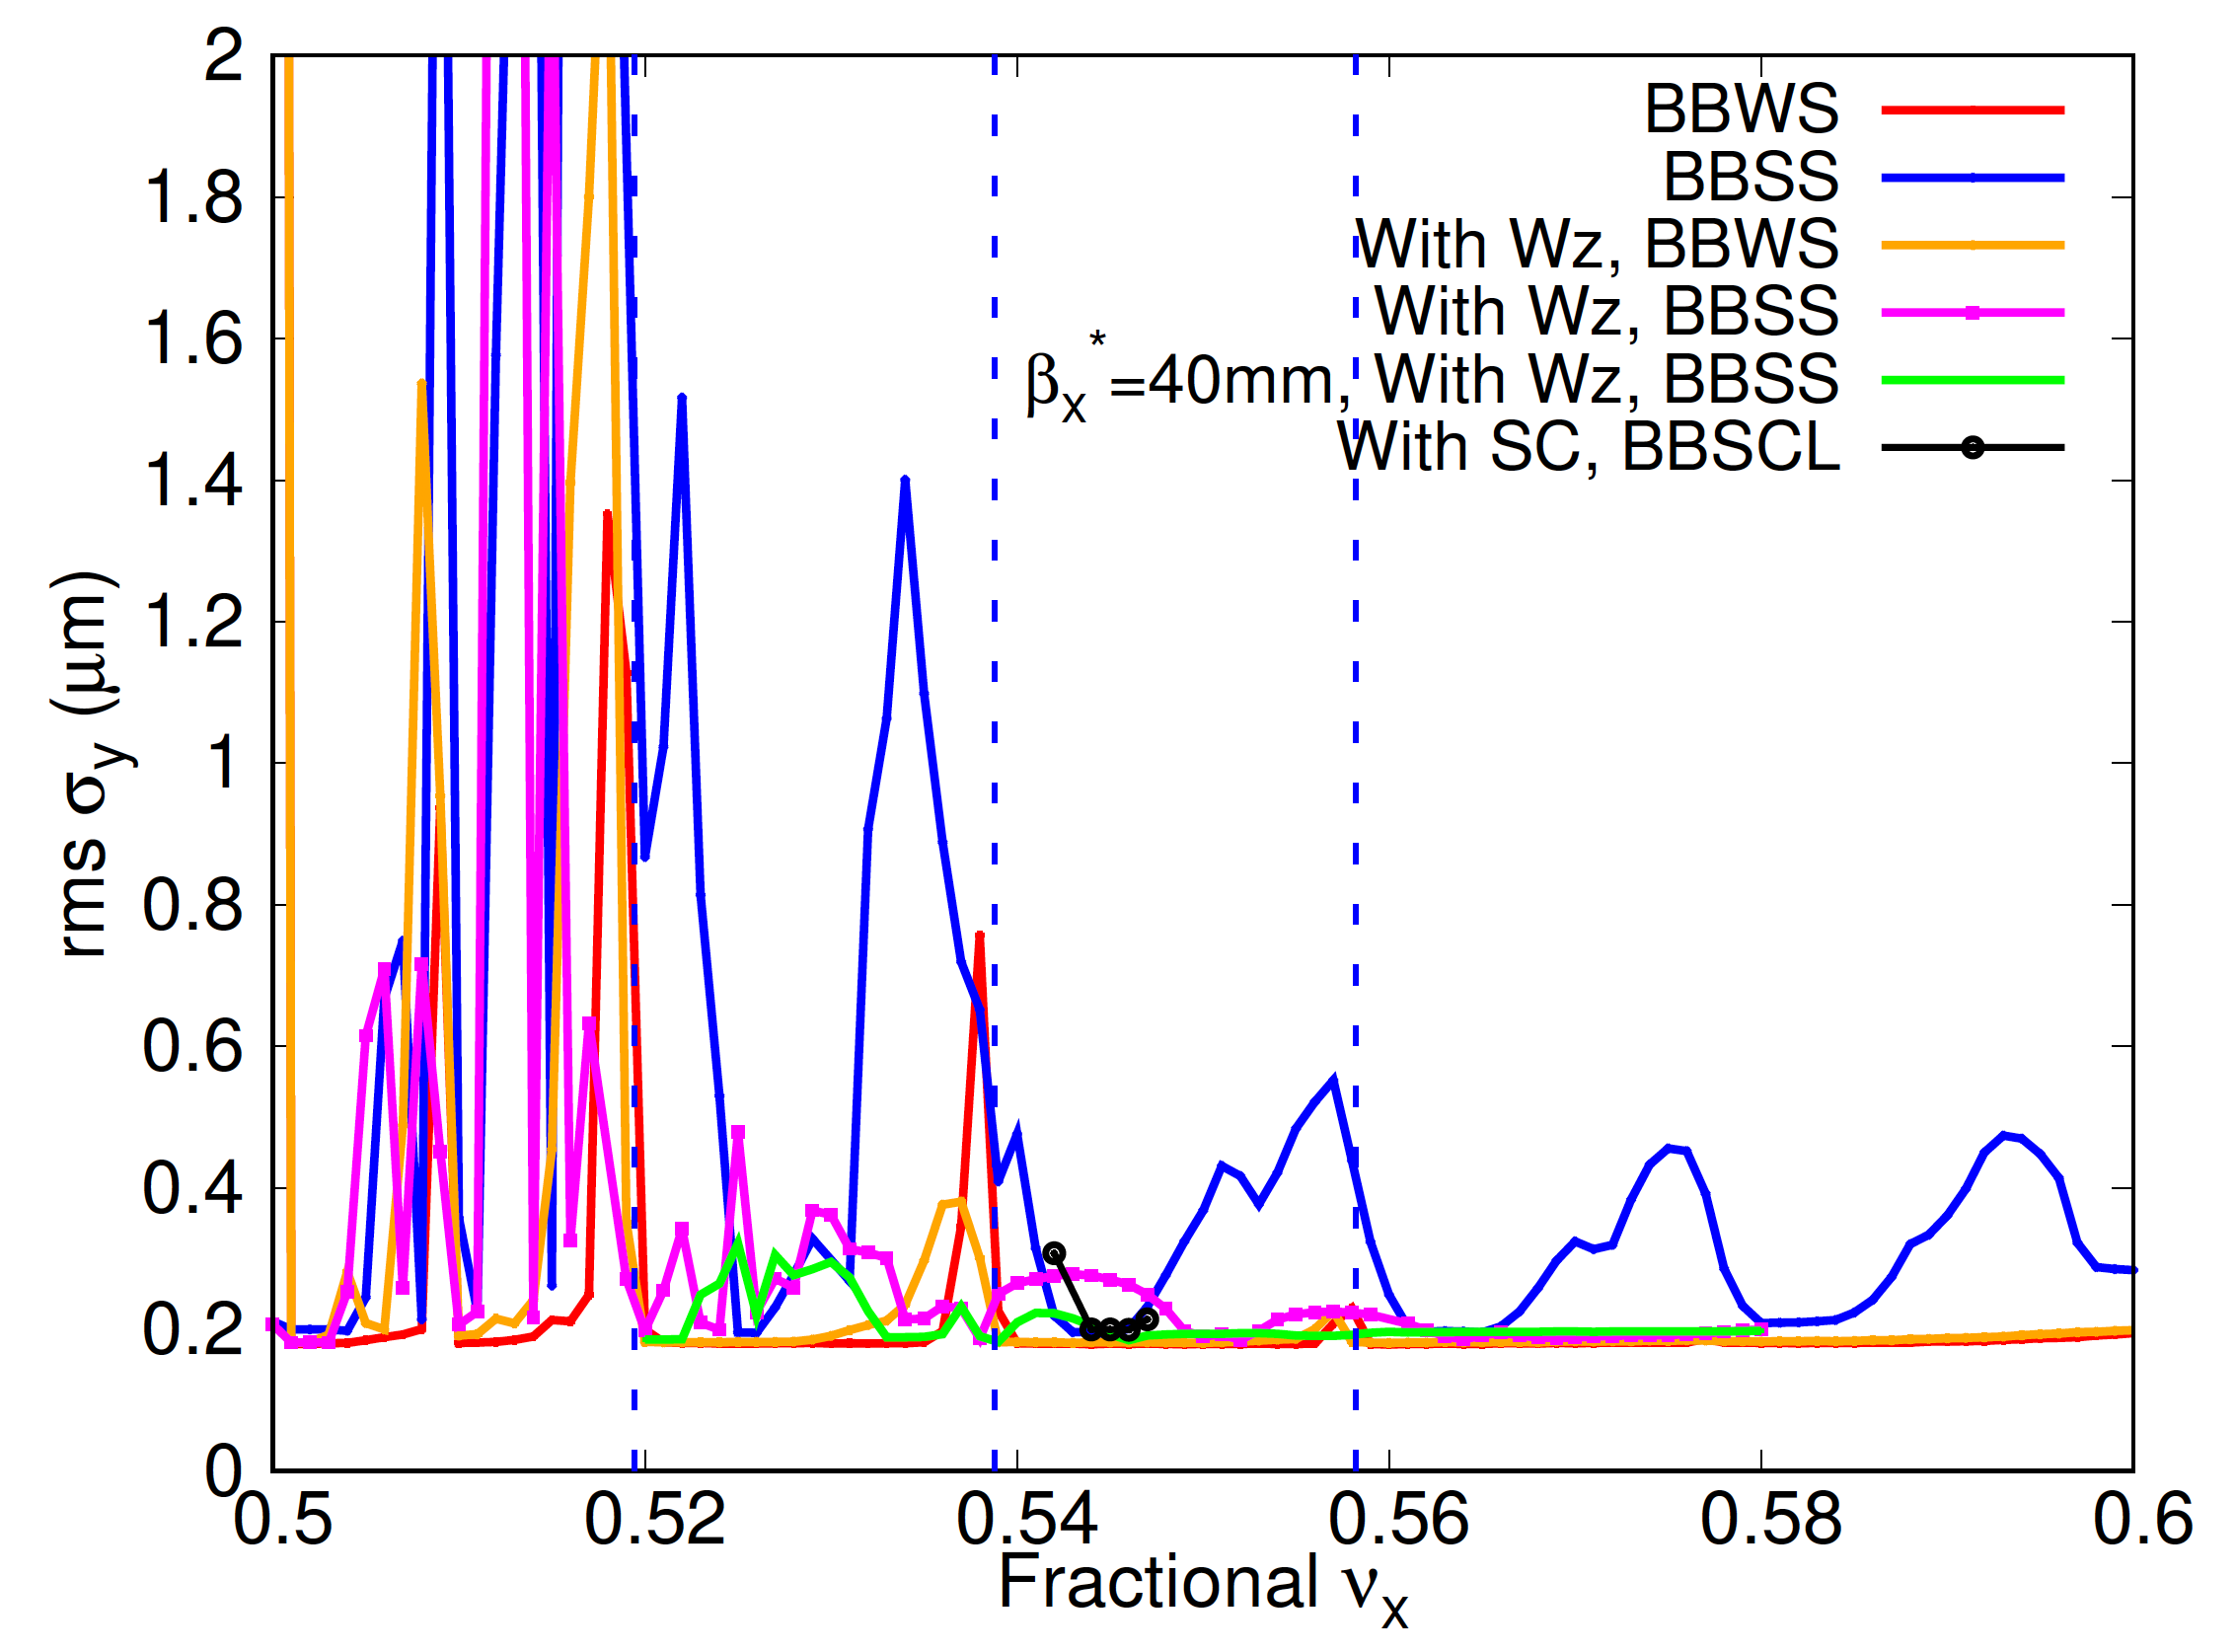 2
1.8
1.6
1.4
1.2
1
0.8
0.6
0.4
0.2
0
rms σy (μm)
BBWS
BBSS
With Wz, BBWS
With Wz, BBSS
βx*=40mm, With Wz, BBSS
With SC, BBSCL
0.5 0.52 0.54 0.56 0.58 0.6
Fractional νx